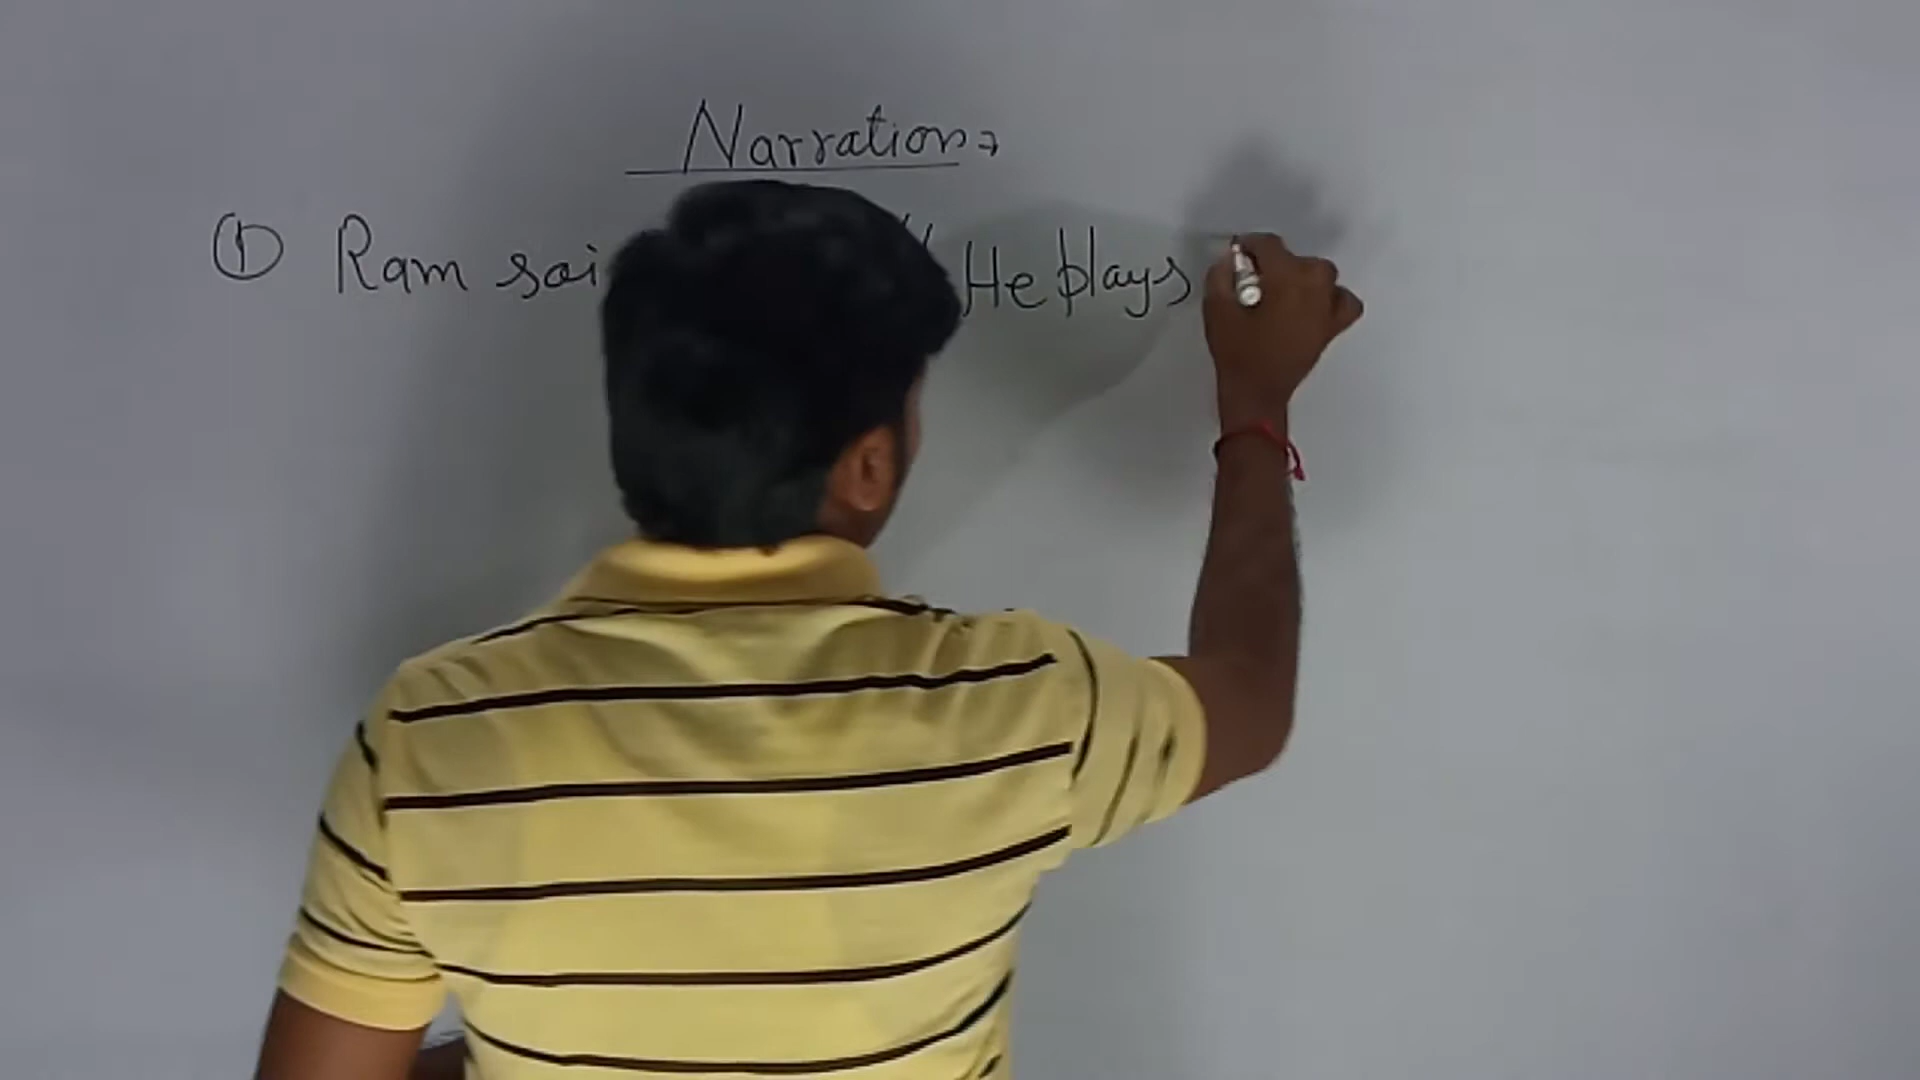 Narration→
① Ram sai " He plays